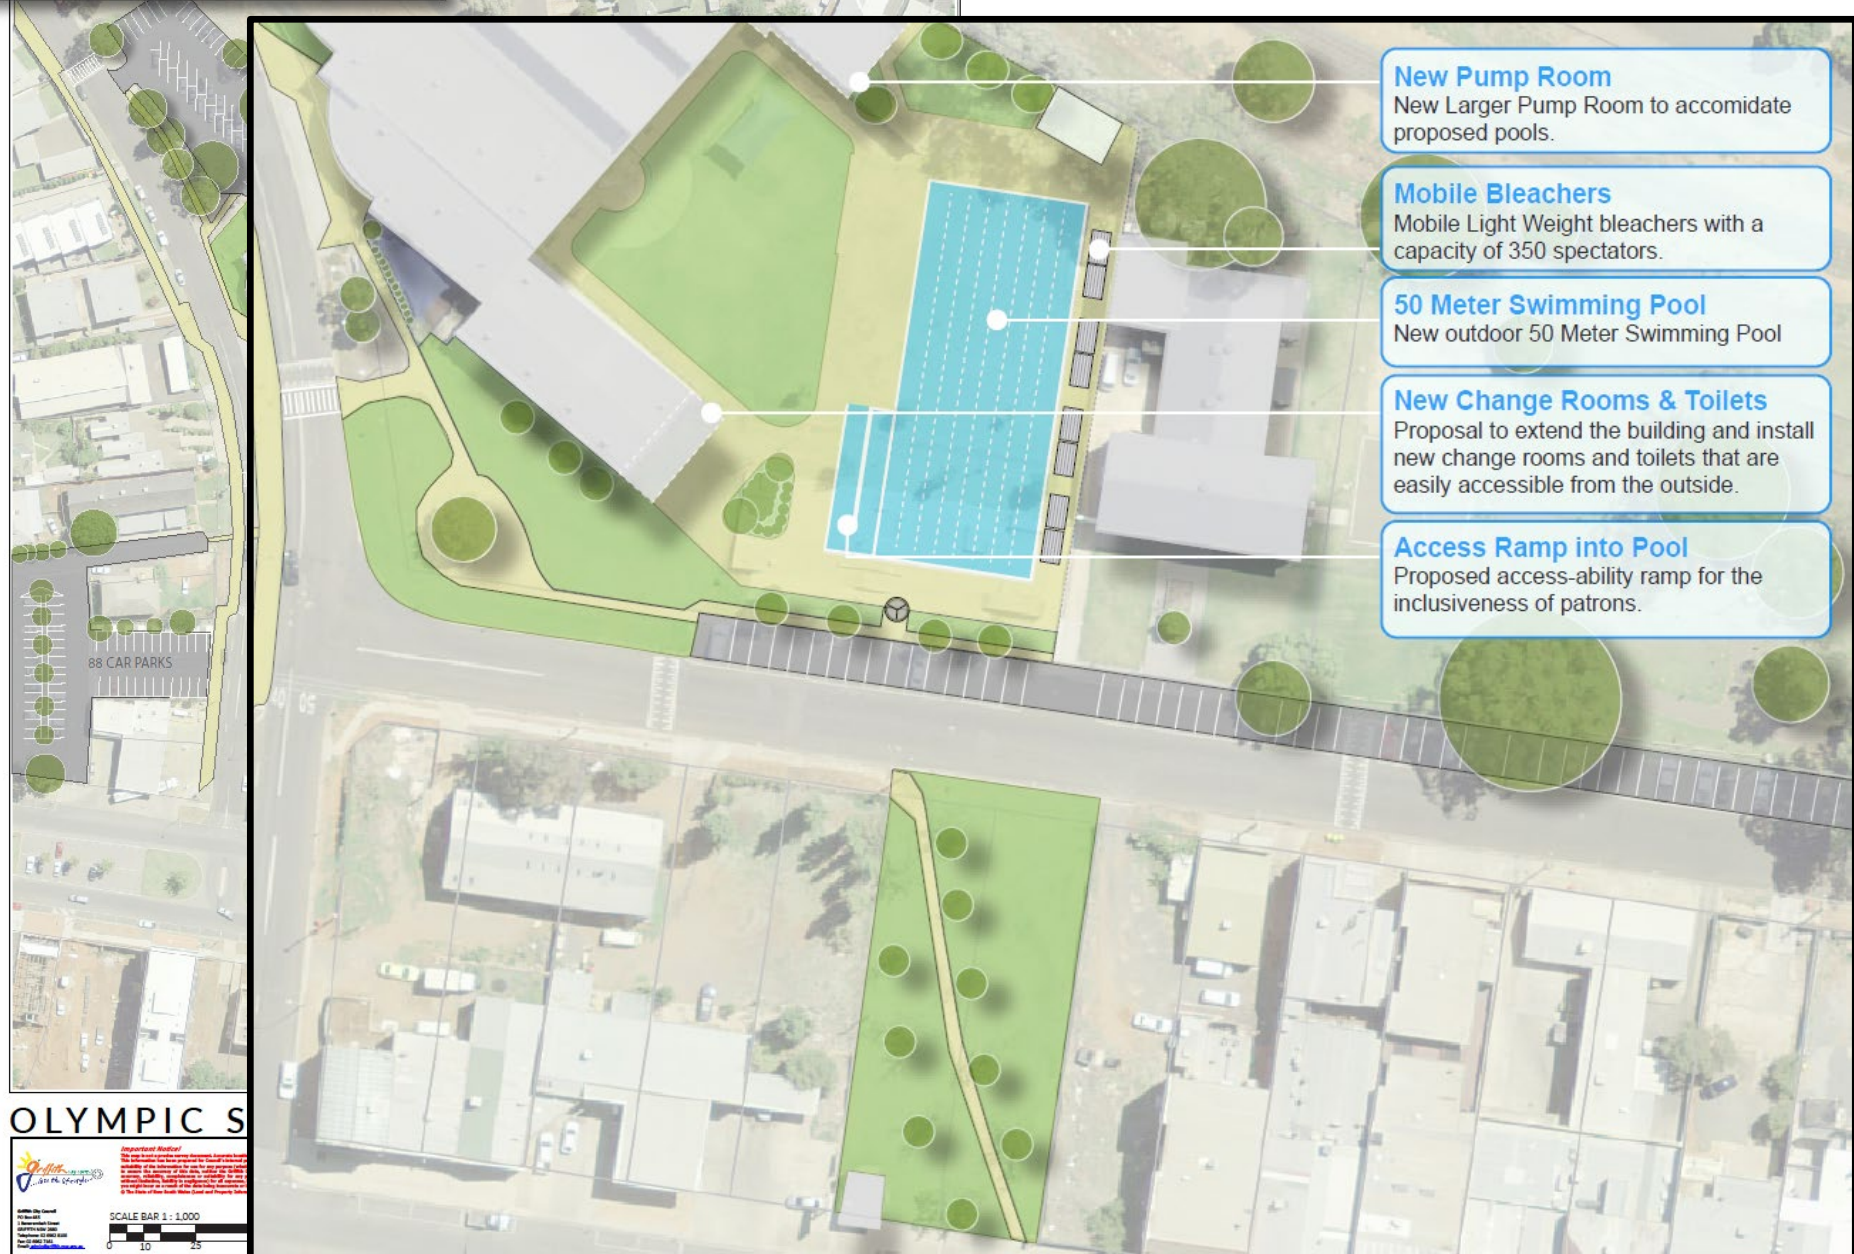 New Pump Room
New Larger Pump Room to accomidate
proposed pools.
Mobile Bleachers
Mobile Light Weight bleachers with a
capacity of 350 spectators.
50 Meter Swimming Pool
New outdoor 50 Meter Swimming Pool
New Change Rooms & Toilets
Proposal to extend the building and install
new change rooms and toilets that are
easily accessible from the outside.
Access Ramp into Pool
Proposed access-ability ramp for the
inclusiveness of patrons.
88 CAR PARKS
OLYMPIC S
Griffith
Important Notice!
Griffith City Council
SCALE BAR 1 : 1,000
0 10 25